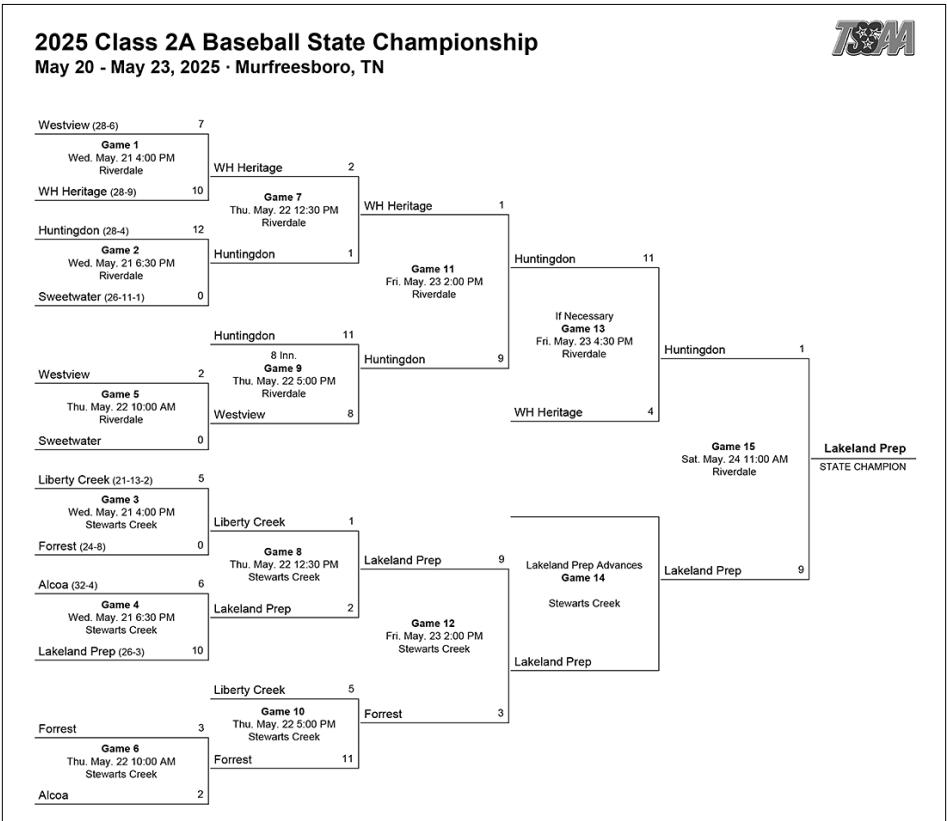 2025 Class 2A Baseball State Championship
May 20 - May 23, 2025 · Murfreesboro, TN
TSSAA
Westview (28-6) 7
Game 1
Wed. May. 21 4:00 PM
Riverdale
WH Heritage (28-9) 10
Huntingdon (28-4) 12
Game 2
Wed. May. 21 6:30 PM
Riverdale
Sweetwater (26-11-1) 0
Westview 2
Game 5
Thu. May. 22 10:00 AM
Riverdale
Sweetwater 0
Liberty Creek (21-13-2) 5
Game 3
Wed. May. 21 4:00 PM
Stewarts Creek
Forrest (24-8) 0
Alcoa (32-4) 6
Game 4
Wed. May. 21 6:30 PM
Stewarts Creek
Lakeland Prep (26-3) 10
Forrest 3
Game 6
Thu. May. 22 10:00 AM
Stewarts Creek
Alcoa 2
WH Heritage 2
Game 7
Thu. May. 22 12:30 PM
Riverdale
Huntingdon 1
Huntingdon 11
8 Inn.
Game 9
Thu. May. 22 5:00 PM
Riverdale
Westview 8
Liberty Creek 1
Game 8
Thu. May. 22 12:30 PM
Stewarts Creek
Lakeland Prep 2
Liberty Creek 5
Game 10
Thu. May. 22 5:00 PM
Stewarts Creek
Forrest 11
WH Heritage 1
Game 11
Fri. May. 23 2:00 PM
Riverdale
Huntingdon 9
Lakeland Prep 9
Game 12
Fri. May. 23 2:00 PM
Stewarts Creek
Forrest 3
Huntingdon 11
If Necessary
Game 13
Fri. May. 23 4:30 PM
Riverdale
WH Heritage 4
Lakeland Prep Advances
Game 14
Stewarts Creek
Lakeland Prep
Huntingdon 1
Game 15
Sat. May. 24 11:00 AM
Riverdale
Lakeland Prep 9
Lakeland Prep
STATE CHAMPION